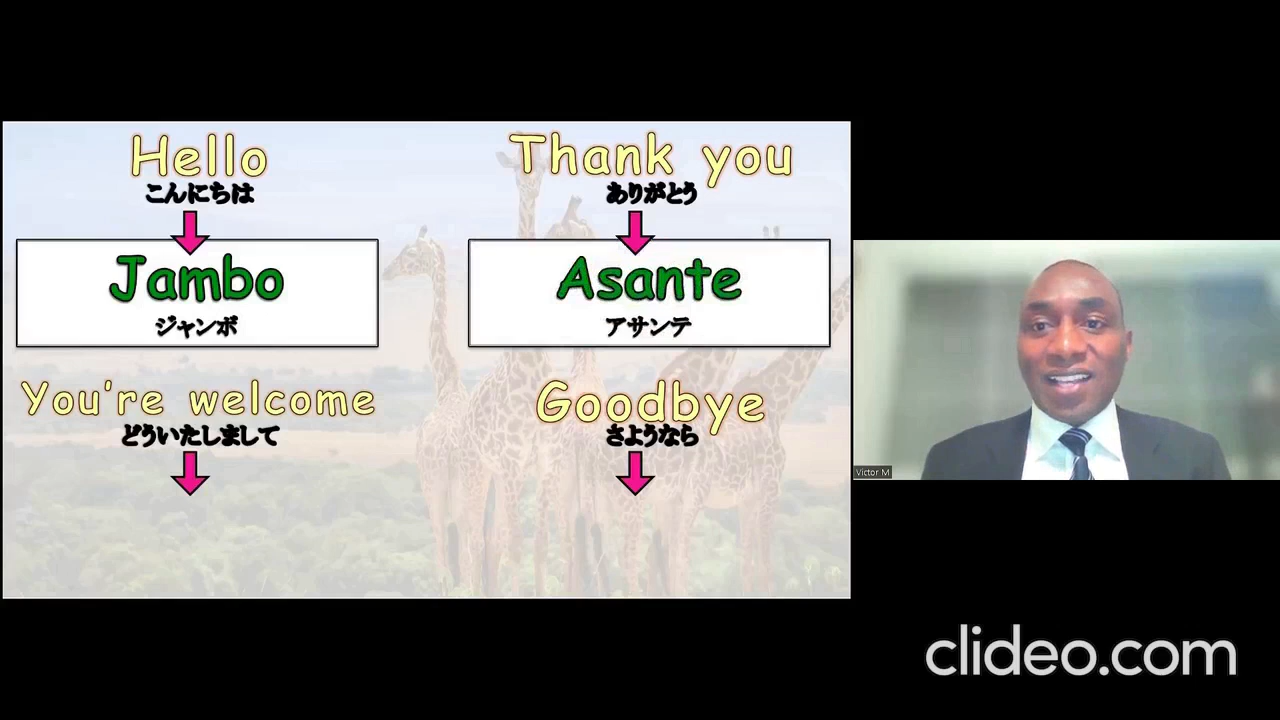 Hello
こんにちは
Jambo
ジャンボ
Thank you
ありがとう
Asante
アサンテ
You're welcome
どういたしまして
Goodbye
さようなら
Victor M
clideo.com